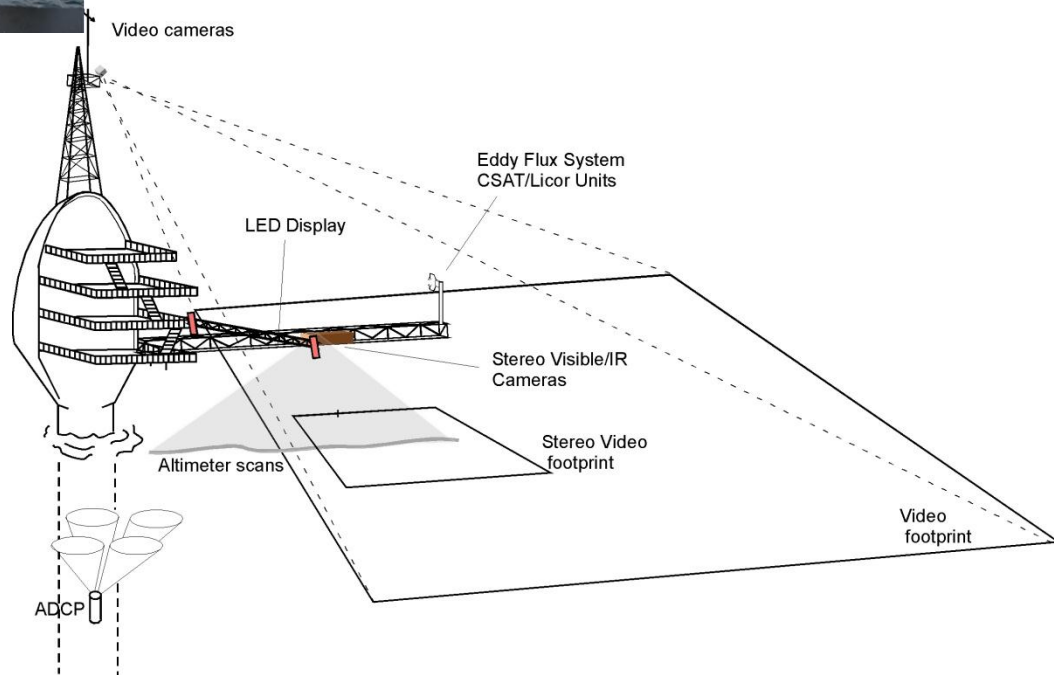 Video cameras
Eddy Flux System
CSAT/Licor Units
LED Display
Stereo Visible/IR
Cameras
Stereo Video
footprint
Altimeter scans
Video
footprint
ADCP